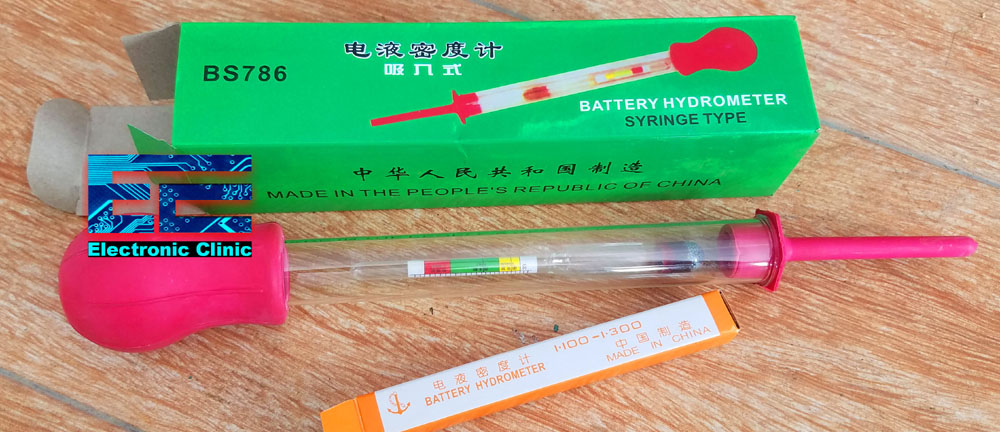 电液密度计
吸入式
BS786
BATTERY HYDROMETER
SYRINGE TYPE
中华人民共和国制造
MADE IN THE PEOPLE'S REPUBLIC OF CHINA
Electronic Clinic
电液密度计
BATTERY HYDROMETER
1·100-1·300
中国制造
MADE IN CHINA